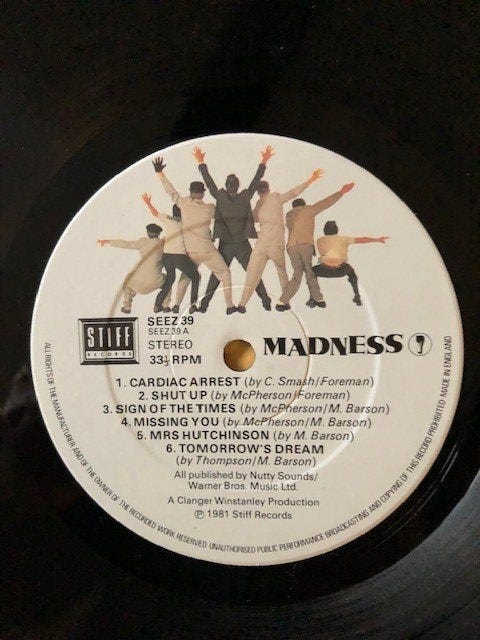 STIFF
RECORDS
SEEZ 39
SEEZ 39 A
STEREO
33⅓ RPM
MADNESS 7
1. CARDIAC ARREST (by C. Smash/Foreman)
2. SHUT UP (by McPherson/Foreman)
3. SIGN OF THE TIMES (by McPherson/M. Barson)
4. MISSING YOU (by McPherson/M. Barson)
5. MRS HUTCHINSON (by M. Barson)
6. TOMORROW'S DREAM
(by Thompson/M. Barson)
All published by Nutty Sounds/
Warner Bros. Music Ltd.
A Clanger Winstanley Production
℗ 1981 Stiff Records
ALL RIGHTS OF THE MANUFACTURER AND OF THE OWNER OF THE RECORDED WORK RESERVED UNAUTHORISED PUBLIC PERFORMANCE BROADCASTING AND COPYING OF THIS RECORD PROHIBITED MADE IN ENGLAND